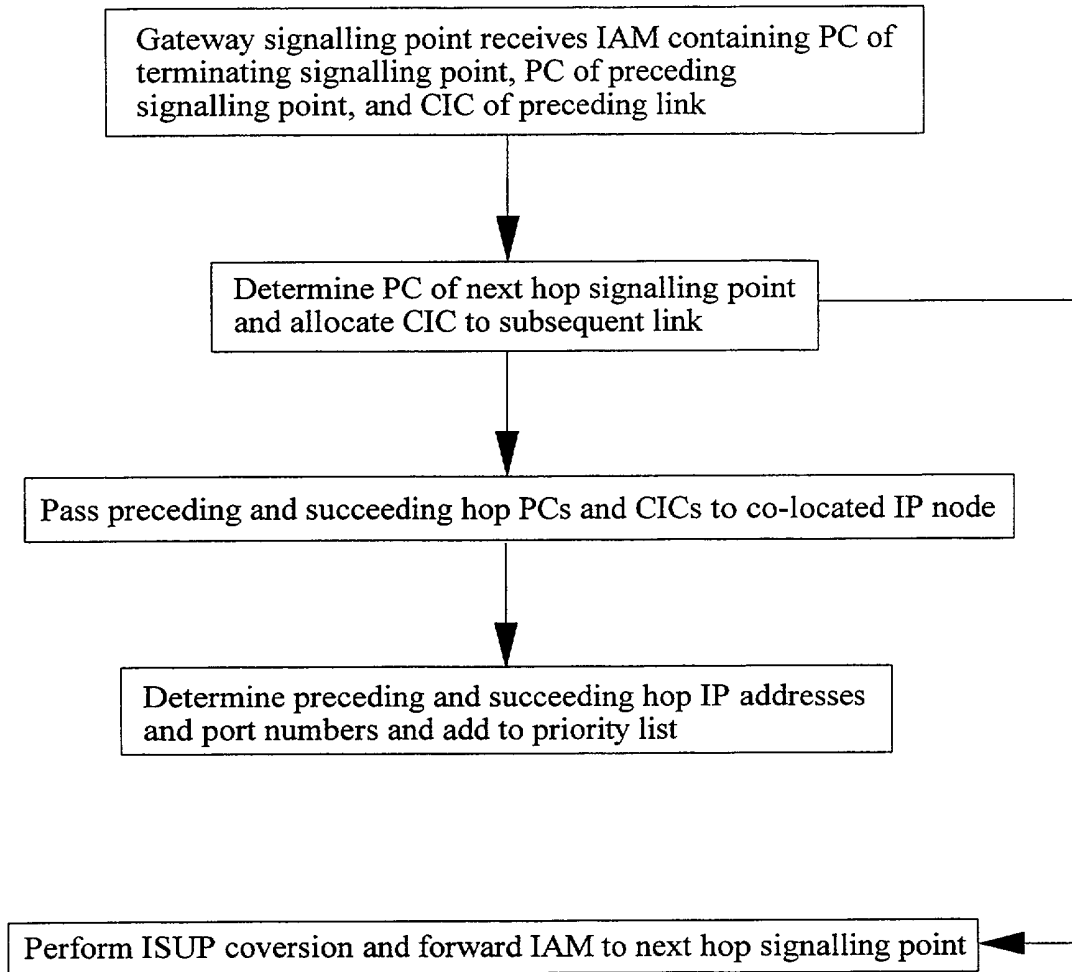 Gateway signalling point receives IAM containing PC of
terminating signalling point, PC of preceding
signalling point, and CIC of preceding link
Determine PC of next hop signalling point
and allocate CIC to subsequent link
Pass preceding and succeeding hop PCs and CICs to co-located IP node
Determine preceding and succeeding hop IP addresses
and port numbers and add to priority list
Perform ISUP coversion and forward IAM to next hop signalling point